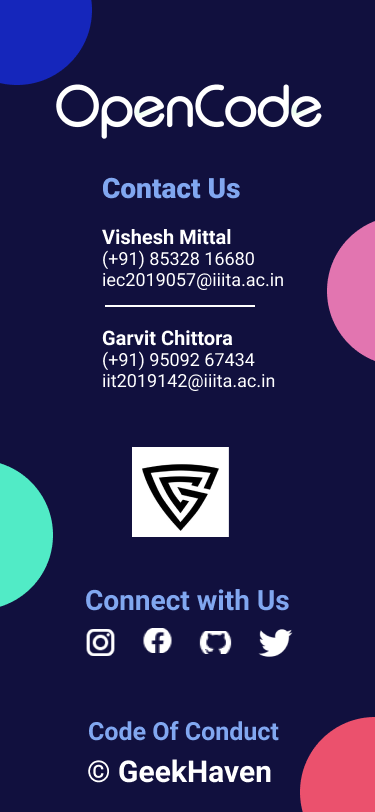 OpenCode
Contact Us
Vishesh Mittal
(+91) 85328 16680
iec2019057@iiita.ac.in
Garvit Chittora
(+91) 95092 67434
iit2019142@iiita.ac.in
Connect with Us
Code Of Conduct
© GeekHaven